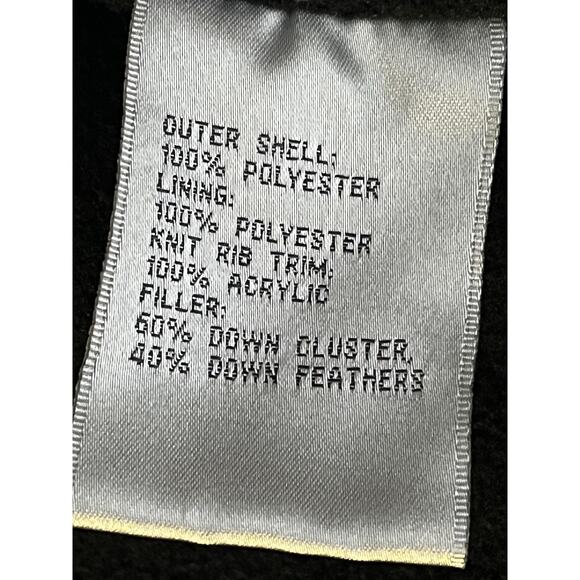 OUTER SHELL:
100% POLYESTER
LINING:
100% POLYESTER
KNIT RIB TRIM:
100% ACRYLIC
FILLER:
60% DOWN CLUSTER,
40% DOWN FEATHERS